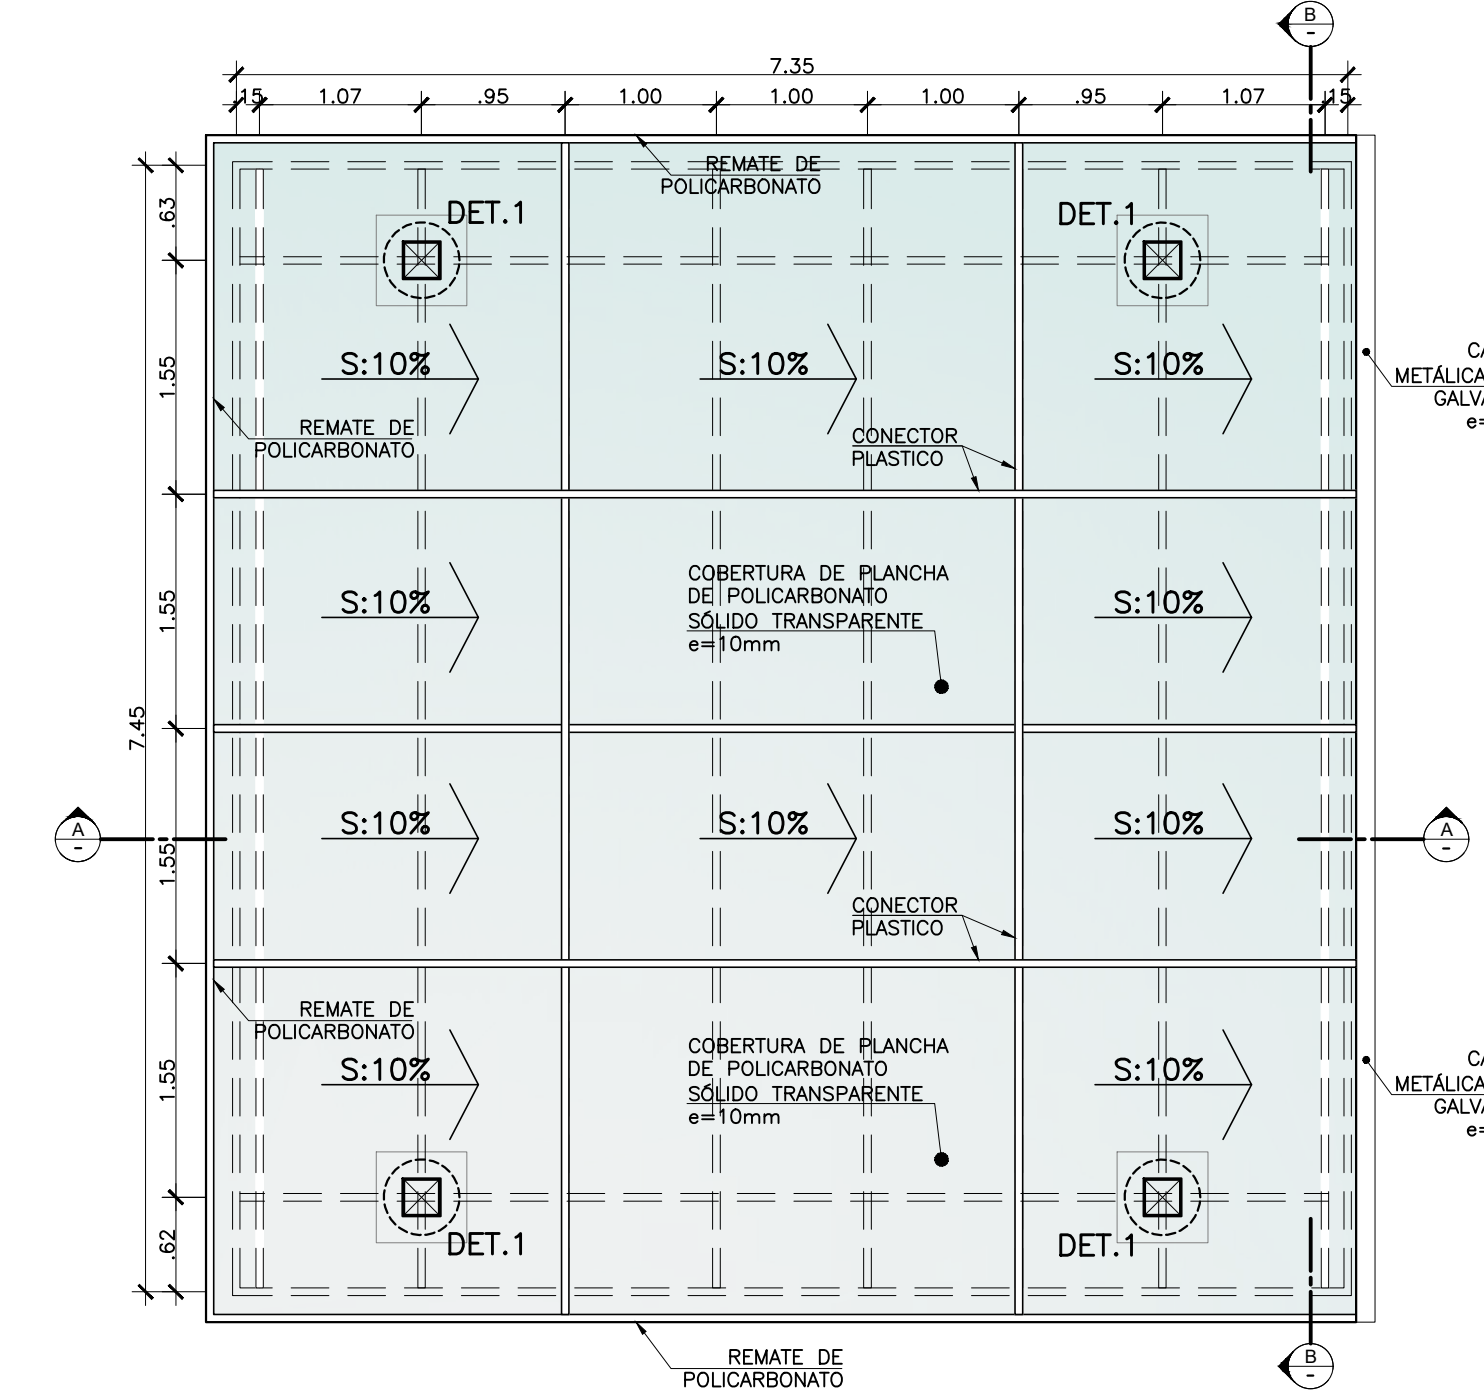 B
-
7.35
.15
1.07
.95
1.00
1.00
1.00
.95
1.07
.15
REMATE DE
POLICARBONATO
DET.1
DET.1
.63
1.55
S:10%
S:10%
S:10%
METÁLICA
e=
REMATE DE
POLICARBONATO
CONECTOR
PLASTICO
1.55
S:10%
COBERTURA DE PLANCHA
DE POLICARBONATO
SÓLIDO TRANSPARENTE
e=10mm
S:10%
7.45
A
-
1.55
S:10%
S:10%
S:10%
A
-
CONECTOR
PLASTICO
REMATE DE
POLICARBONATO
1.55
S:10%
COBERTURA DE PLANCHA
DE POLICARBONATO
SÓLIDO TRANSPARENTE
e=10mm
S:10%
METÁLICA
e=
.62
DET.1
DET.1
REMATE DE
POLICARBONATO
B
-